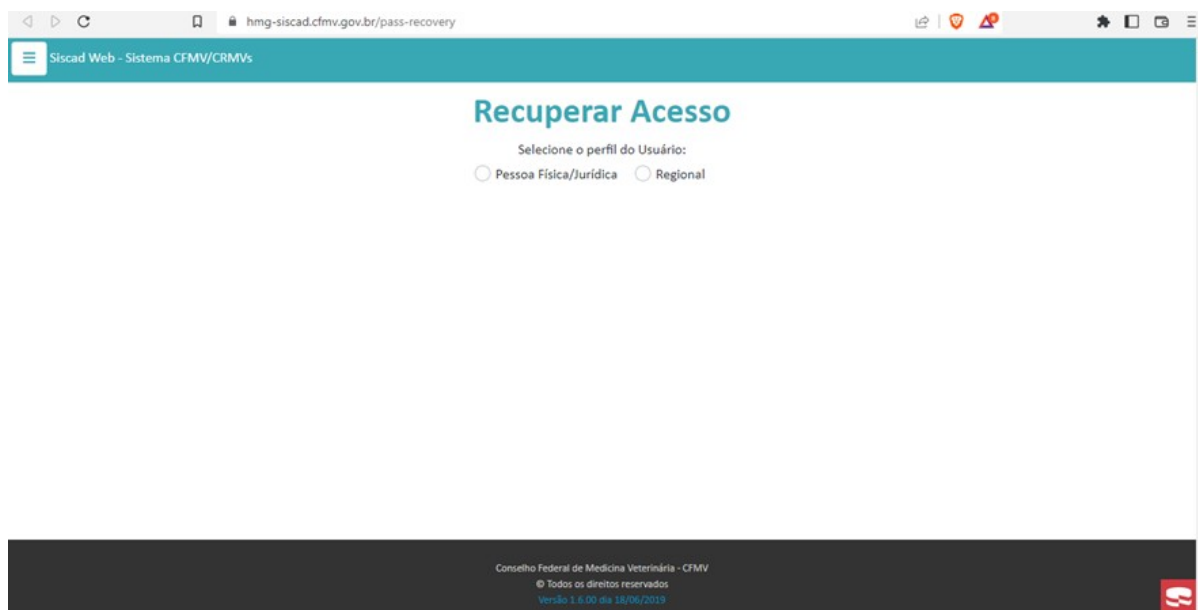 hmg-siscad.cfmv.gov.br/pass-recovery
Siscad Web - Sistema CFMV/CRMVs
Recuperar Acesso
Selecione o perfil do Usuário:
Pessoa Física/Jurídica Regional
Conselho Federal de Medicina Veterinária - CFMV
© Todos os direitos reservados
Versão 1.6.00 dia 18/06/2019